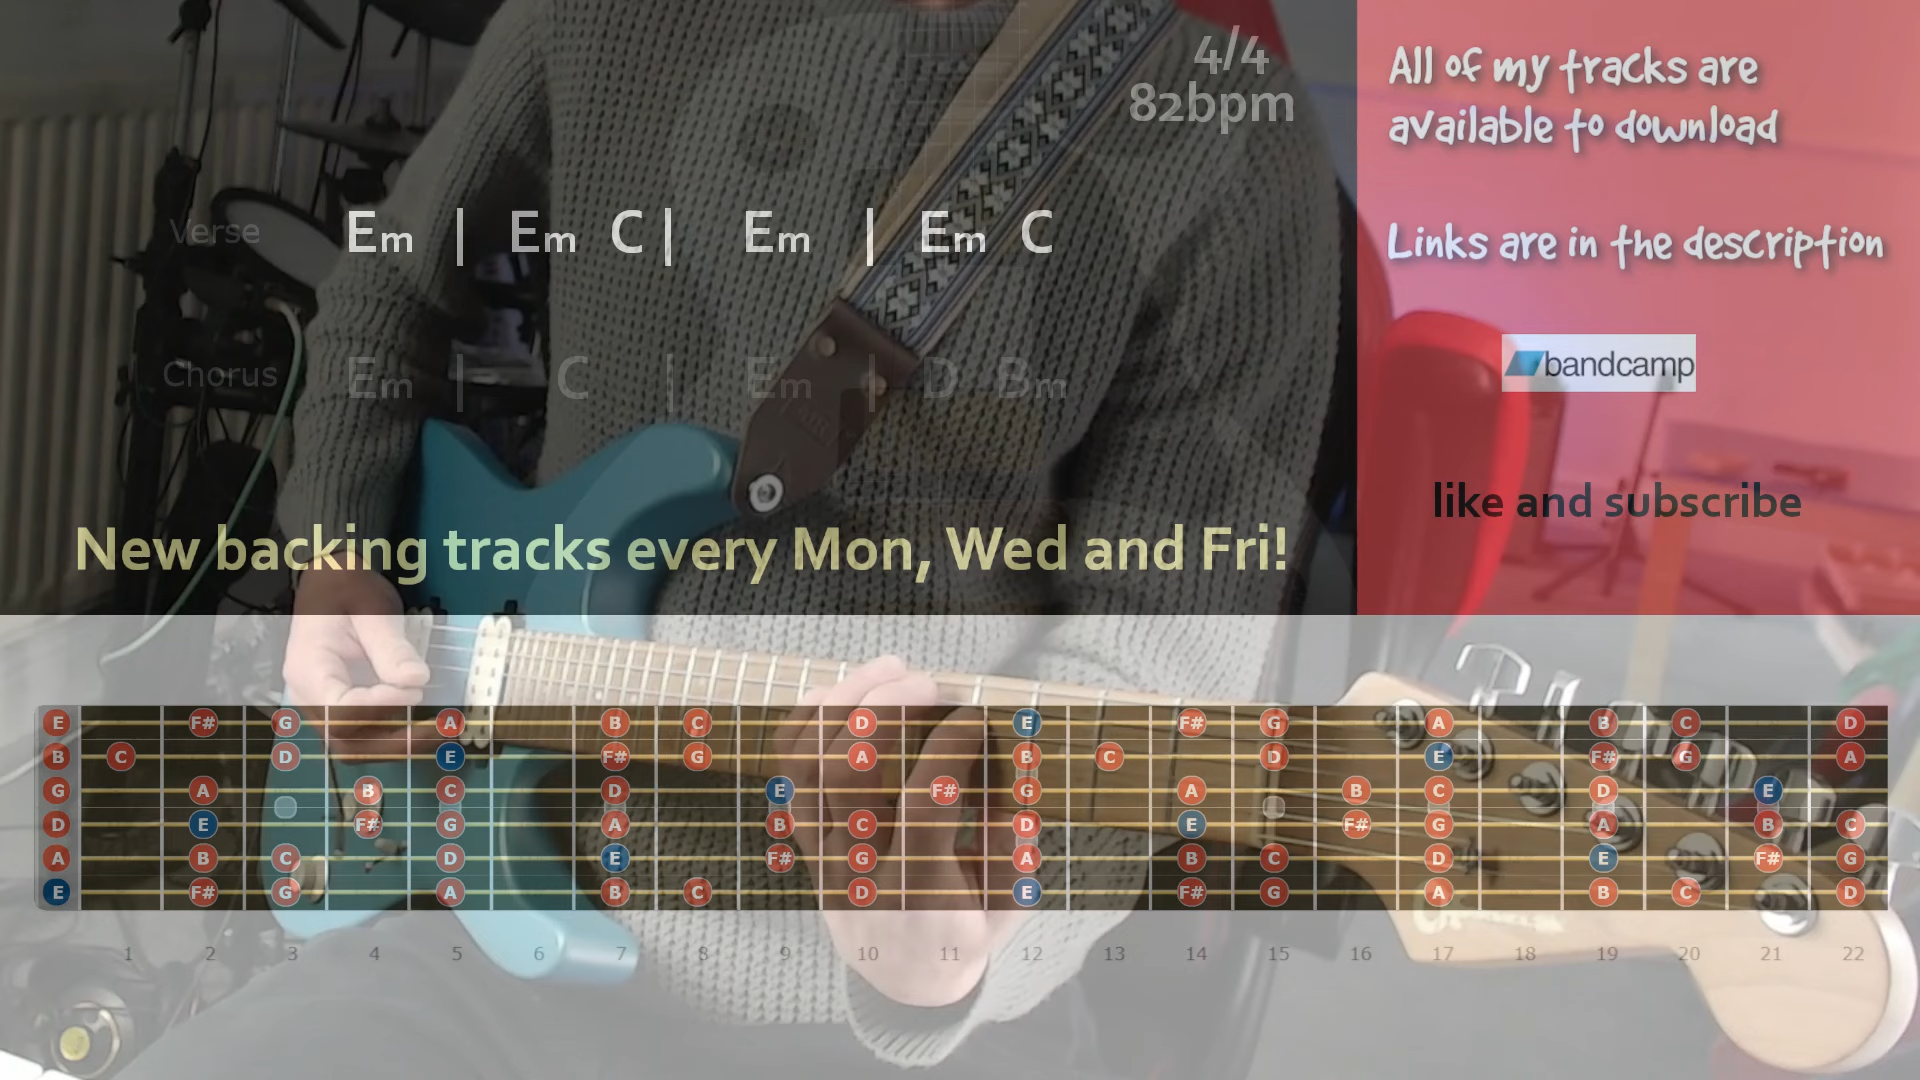 4/4
82bpm
Verse Em | Em C | Em | Em C
Chorus Em | C | Em | D Bm
New backing tracks every Mon, Wed and Fri!
All of my tracks are
available to download
Links are in the description
bandcamp
like and subscribe
E F# G A B C D E F# G A B C D
B C D E F# G A B C D E F# G A
G A B C D E F# G A B C D E
D E F# G A B C D E F# G A B C
A B C D E F# G A B C D E F# G
E F# G A B C D E F# G A B C D
1 2 3 4 5 6 7 8 9 10 11 12 13 14 15 16 17 18 19 20 21 22